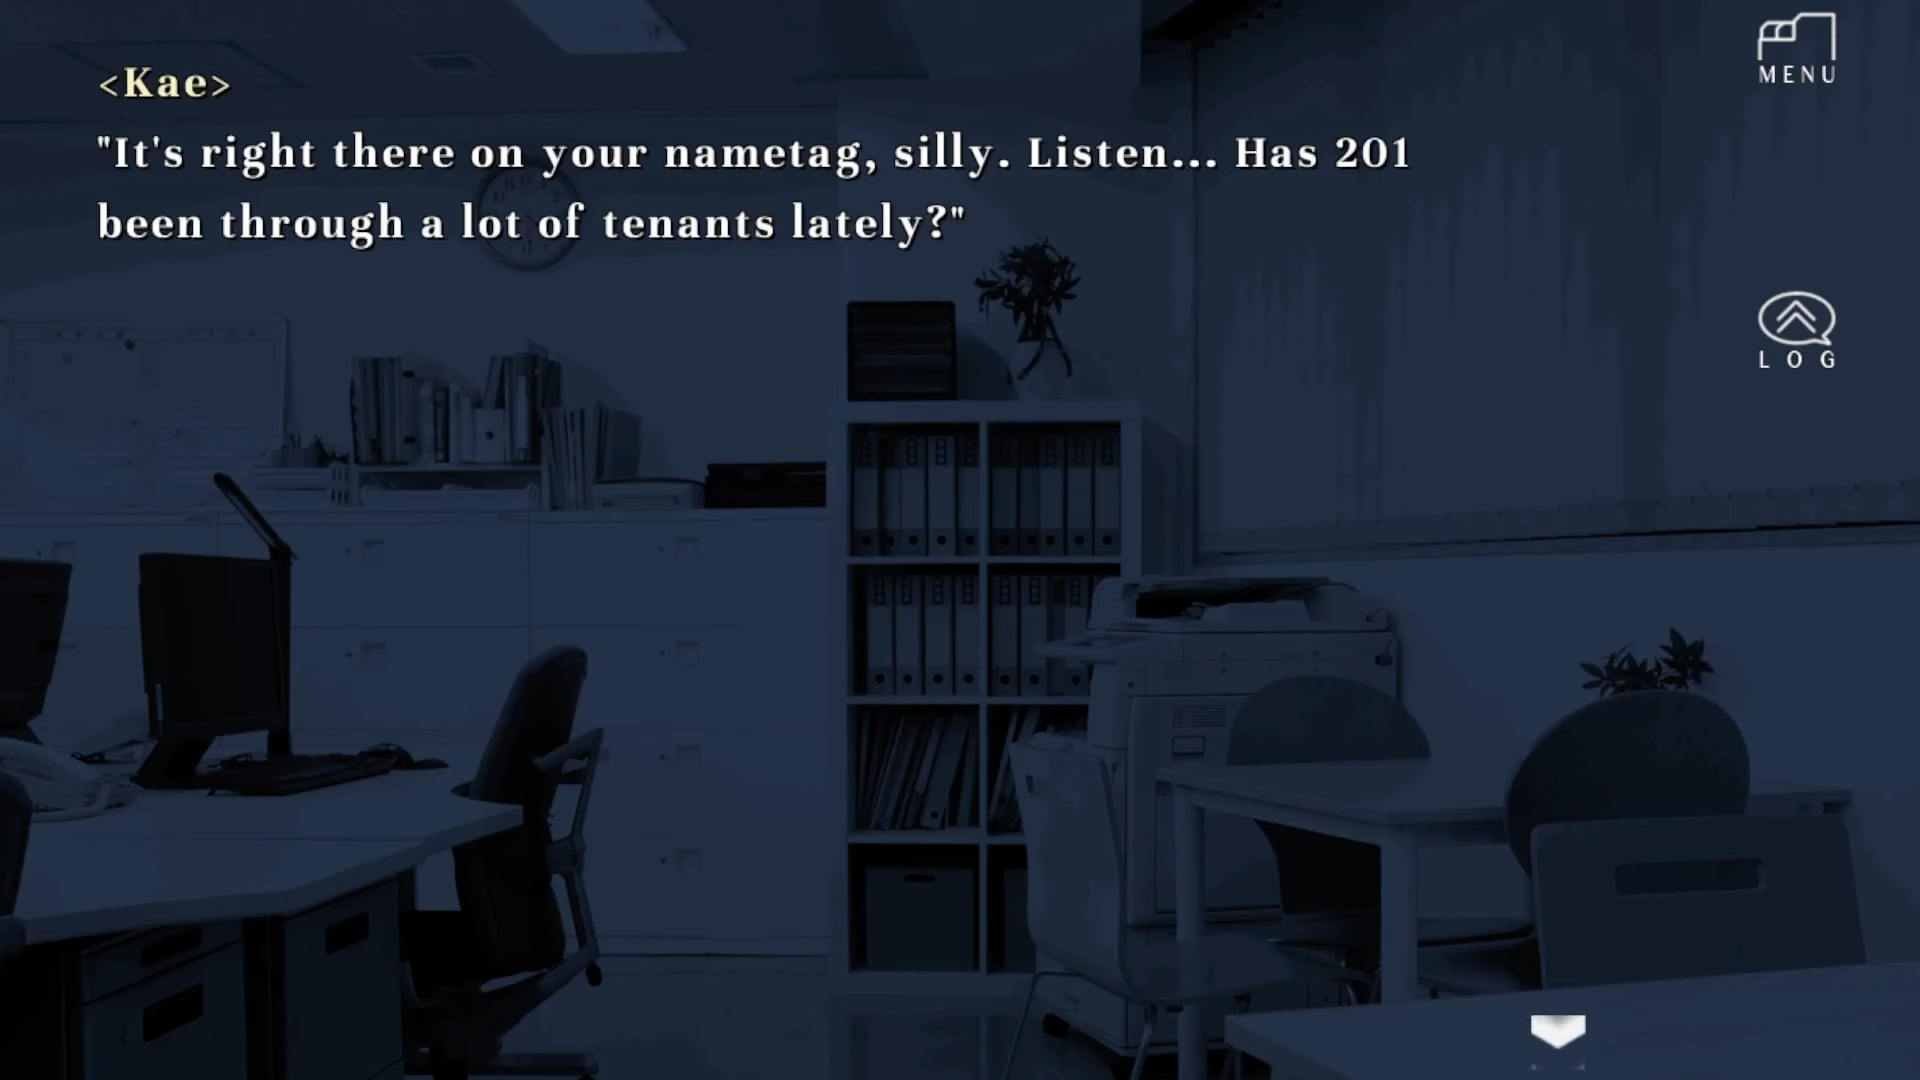 <Kae>
"It's right there on your nametag, silly. Listen... Has 201
been through a lot of tenants lately?"
MENU
LOG